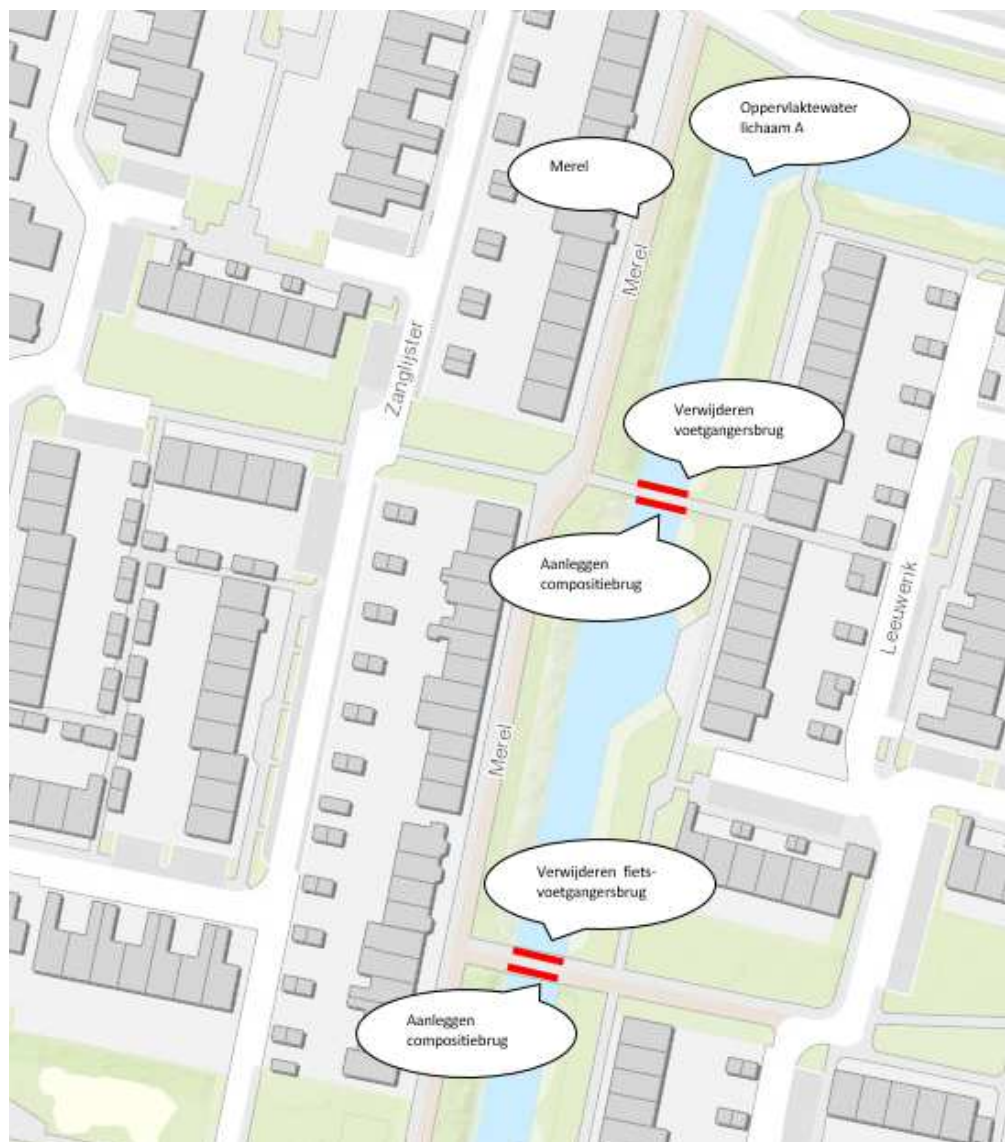 Oppervlaktewater
lichaam A
Merel
Merel
Zanglijster
Verwijderen
voetgangersbrug
Aanleggen
compositiebrug
Leeuwerik
Merel
Verwijderen fiets-
voetgangersbrug
Aanleggen
compositiebrug